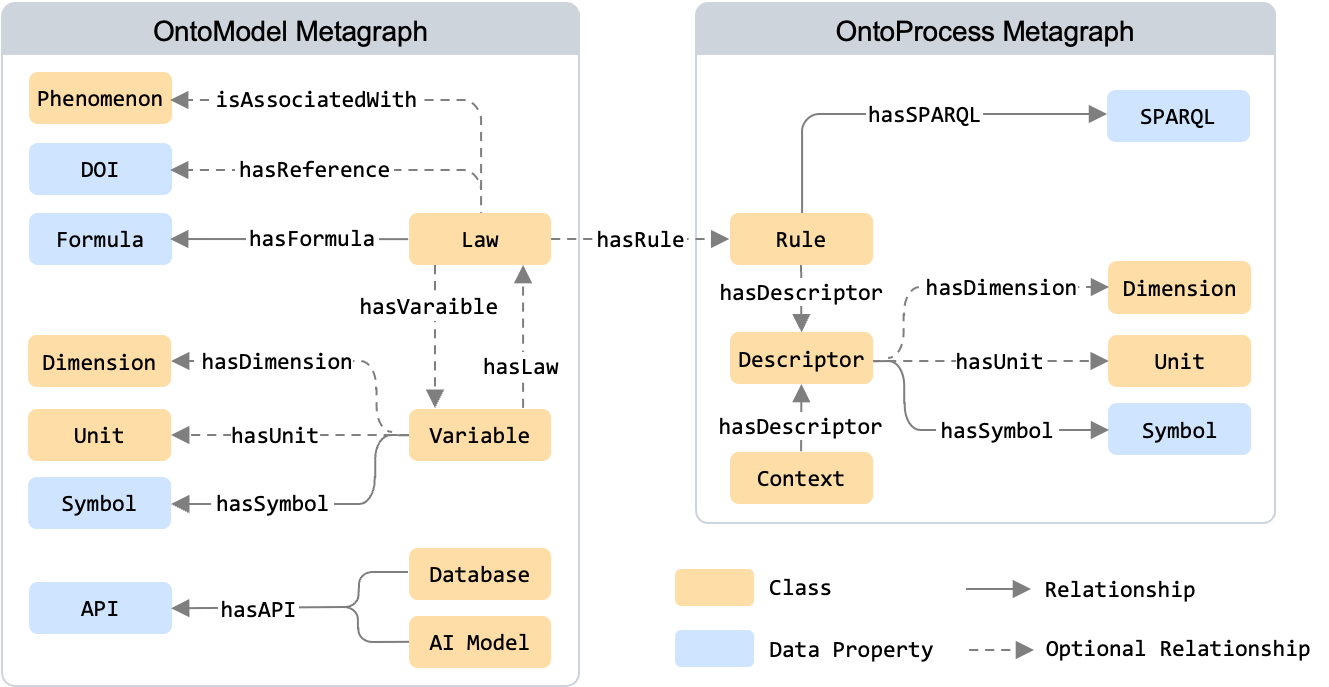 OntoModel Metagraph
Phenomenon
isAssociatedWith
DOI
hasReference
Formula
hasFormula
Law
hasVaraible
hasLaw
Dimension
hasDimension
Unit
hasUnit
Variable
Symbol
hasSymbol
API
hasAPI
Database
AI Model
hasRule
OntoProcess Metagraph
hasSPARQL
SPARQL
Rule
hasDescriptor
hasDimension
Dimension
Descriptor
hasUnit
Unit
hasDescriptor
hasSymbol
Symbol
Context
Class
Relationship
Data Property
Optional Relationship